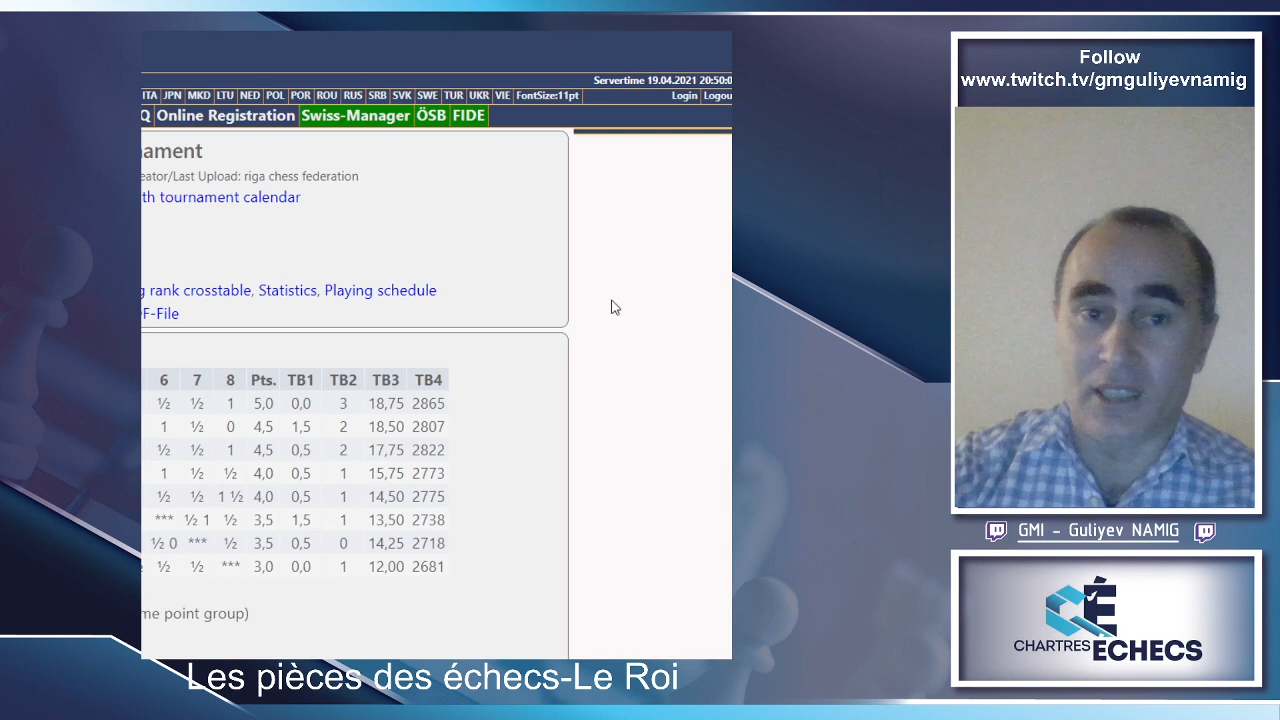 Servertime 19.04.2021 20:50:0
ITA JPN MKD LTU NED POL POR ROU RUS SRB SVK SWE TUR UKR VIE FontSize:11pt Login Logou
Q Online Registration Swiss-Manager ÖSB FIDE
nament
eator/Last Upload: riga chess federation
th tournament calendar
g rank crosstable, Statistics, Playing schedule
F-File
6 7 8 Pts. TB1 TB2 TB3 TB4
½ ½ 1 5,0 0,0 3 18,75 2865
1 ½ 0 4,5 1,5 2 18,50 2807
½ ½ 1 4,5 0,5 2 17,75 2822
1 ½ ½ 4,0 0,5 1 15,75 2773
½ ½ 1 ½ 4,0 0,5 1 14,50 2775
*** ½ 1 ½ 3,5 1,5 1 13,50 2738
½ 0 *** ½ 3,5 0,5 0 14,25 2718
½ ½ *** 3,0 0,0 1 12,00 2681
me point group)
Les pièces des échecs-Le Roi
Follow
www.twitch.tv/gmguliyevnamig
GMI - Guliyev NAMIG
CÉ
CHARTRES ÉCHECS